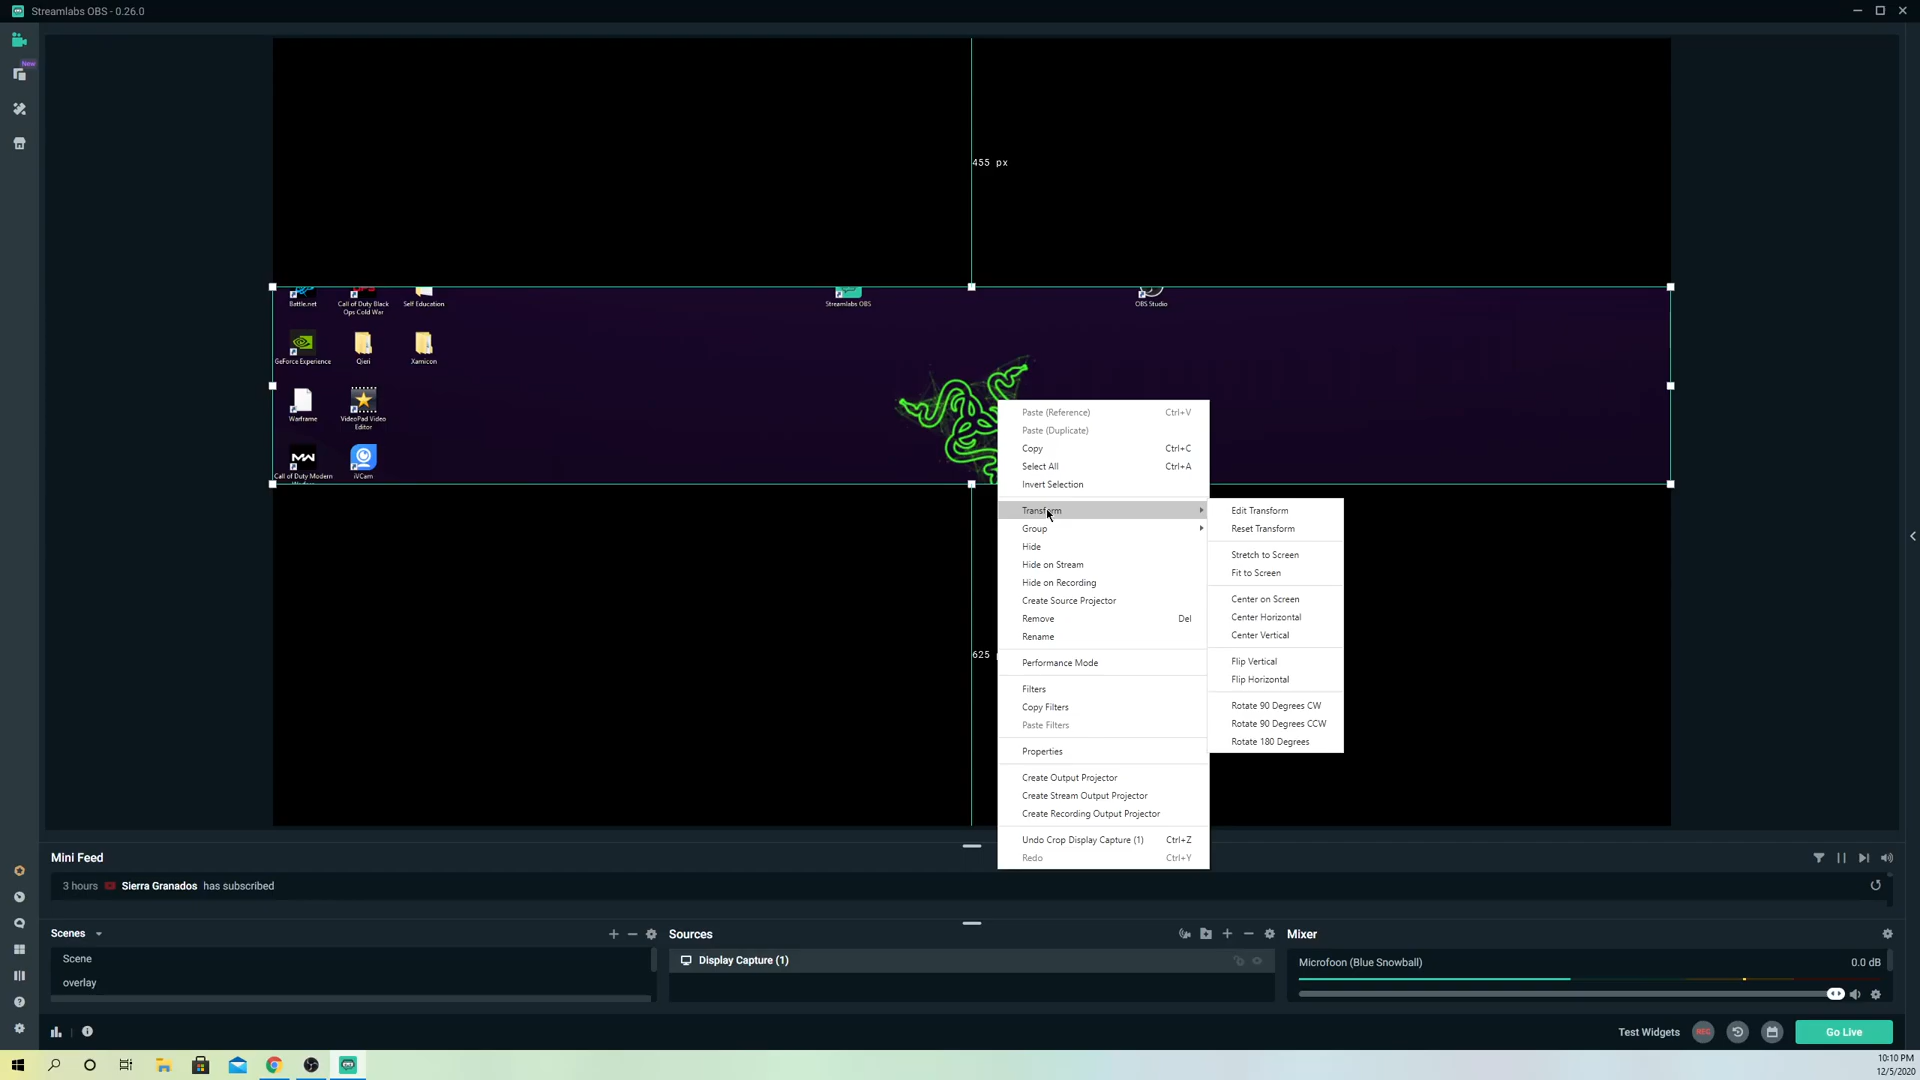 Streamlabs OBS - 0.26.0
New
455 px
Battle.net
Call of Duty Black
Ops Cold War
Self Education
Streamlabs OBS
OBS Studio
GeForce Experience
Qieri
Xamicon
Warframe
VideoPad Video
Editor
MW
Call of Duty Modern
iVCam
625
Paste (Reference) Ctrl+V
Paste (Duplicate)
Copy Ctrl+C
Select All Ctrl+A
Invert Selection
Transform
Group
Hide
Hide on Stream
Hide on Recording
Create Source Projector
Remove Del
Rename
Performance Mode
Filters
Copy Filters
Paste Filters
Properties
Create Output Projector
Create Stream Output Projector
Create Recording Output Projector
Undo Crop Display Capture (1) Ctrl+Z
Redo Ctrl+Y
Edit Transform
Reset Transform
Stretch to Screen
Fit to Screen
Center on Screen
Center Horizontal
Center Vertical
Flip Vertical
Flip Horizontal
Rotate 90 Degrees CW
Rotate 90 Degrees CCW
Rotate 180 Degrees
Mini Feed
3 hours Sierra Granados has subscribed
Scenes
Scene
overlay
Sources
Display Capture (1)
Mixer
Microfoon (Blue Snowball) 0.0 dB
Test Widgets
REC
Go Live
10:10 PM
12/5/2020